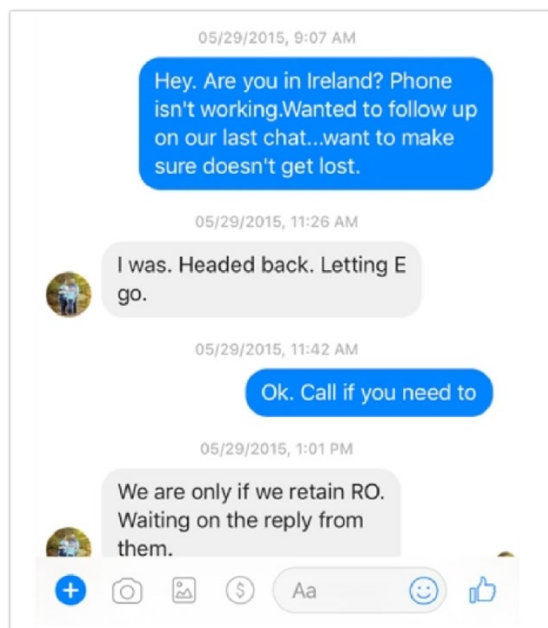 05/29/2015, 9:07 AM
Hey. Are you in Ireland? Phone
isn't working.Wanted to follow up
on our last chat...want to make
sure doesn't get lost.
05/29/2015, 11:26 AM
I was. Headed back. Letting E
go.
05/29/2015, 11:42 AM
Ok. Call if you need to
05/29/2015, 1:01 PM
We are only if we retain RO.
Waiting on the reply from
them.
$
Aa